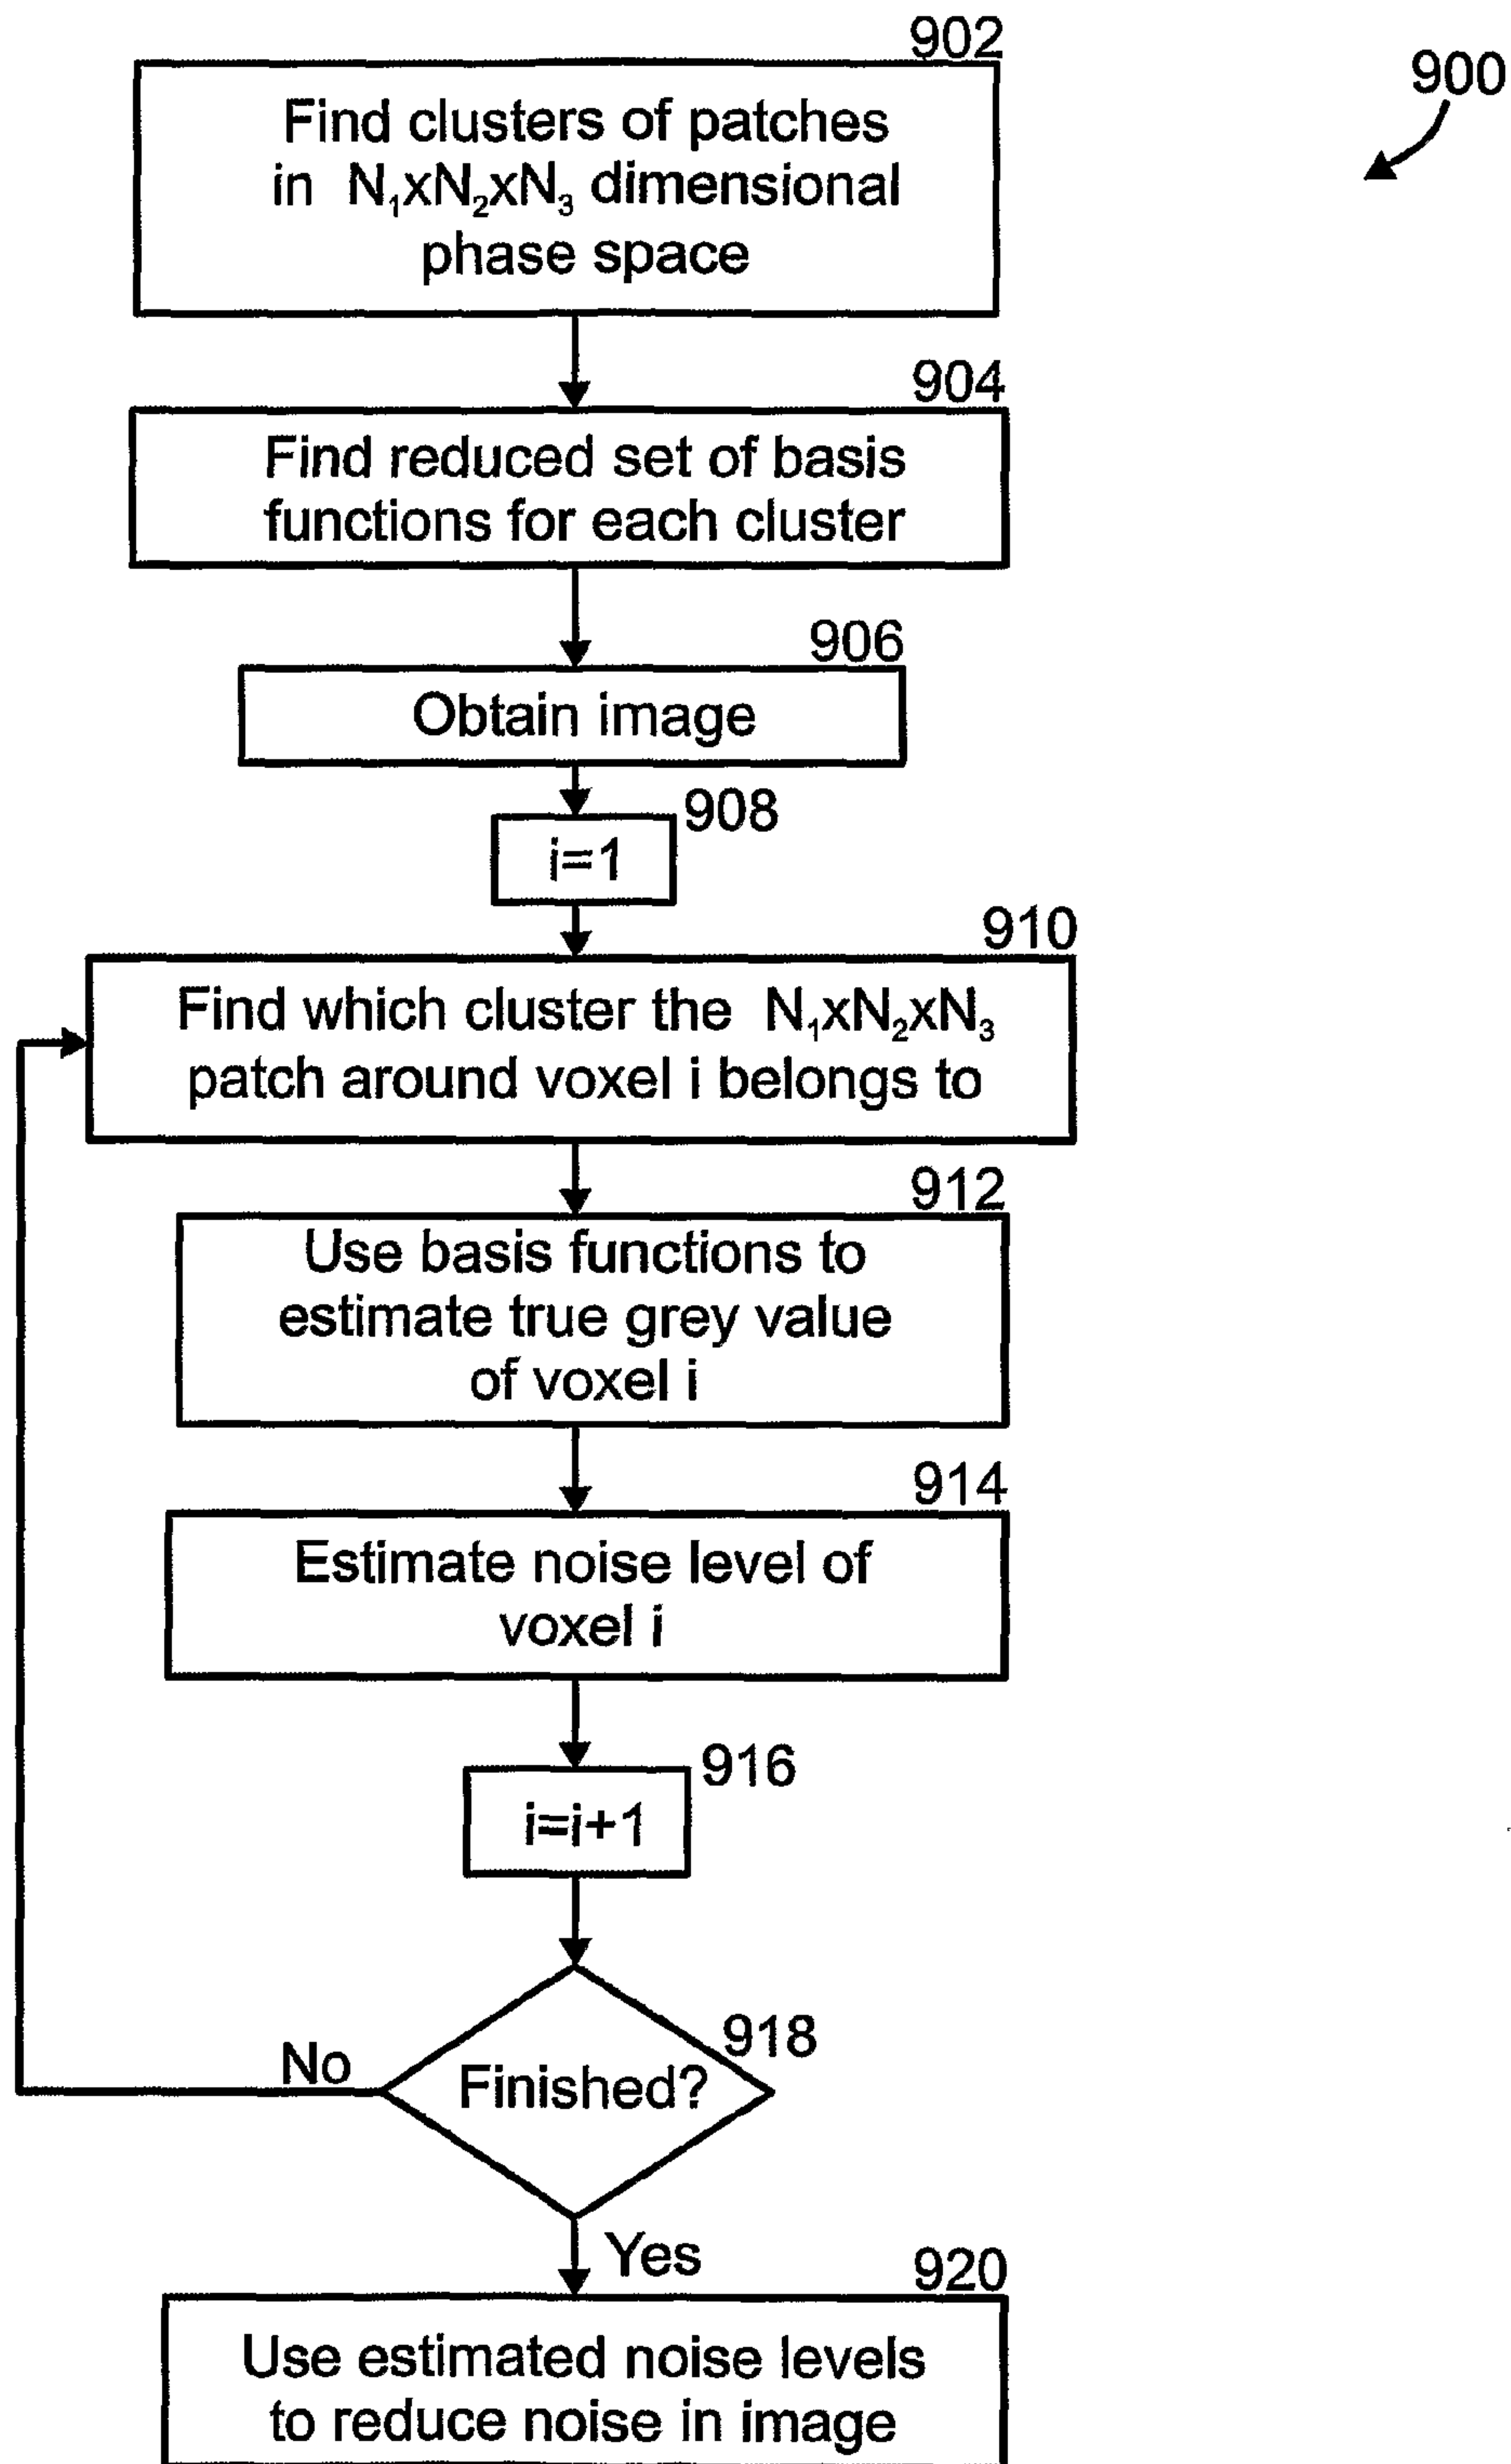 902
900
Find clusters of patches
in N₁xN₂xN₃ dimensional
phase space
904
Find reduced set of basis
functions for each cluster
906
Obtain image
908
i=1
910
Find which cluster the N₁xN₂xN₃
patch around voxel i belongs to
912
Use basis functions to
estimate true grey value
of voxel i
914
Estimate noise level of
voxel i
916
i=i+1
918
No
Finished?
Yes
920
Use estimated noise levels
to reduce noise in image